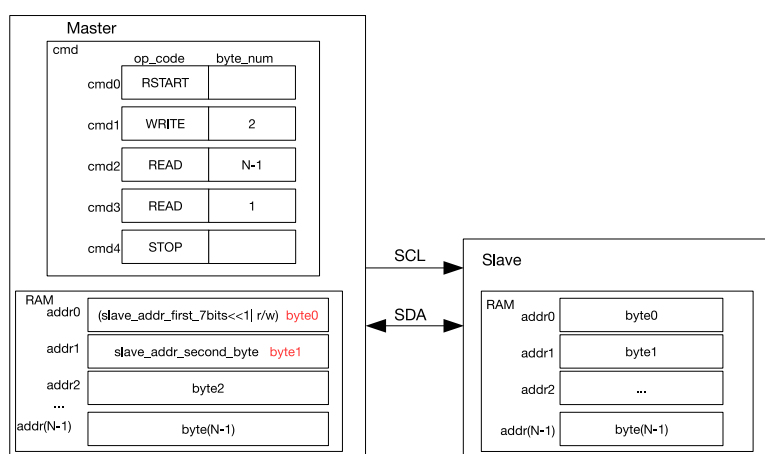 Master
cmd
op_code byte_num
cmd0 RSTART
cmd1 WRITE 2
cmd2 READ N-1
cmd3 READ 1
cmd4 STOP
RAM
addr0 (slave_addr_first_7bits<<1| r/w) byte0
addr1 slave_addr_second_byte byte1
addr2 byte2
...
addr(N-1) byte(N-1)
SCL
SDA
Slave
RAM
addr0 byte0
addr1 byte1
addr2 ...
addr(N-1) byte(N-1)